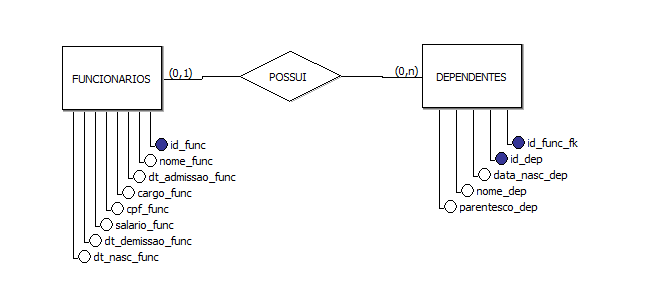 FUNCIONARIOS
(0,1)
POSSUI
(0,n)
DEPENDENTES
id_func
nome_func
dt_admissao_func
cargo_func
cpf_func
salario_func
dt_demissao_func
dt_nasc_func
id_func_fk
id_dep
data_nasc_dep
nome_dep
parentesco_dep